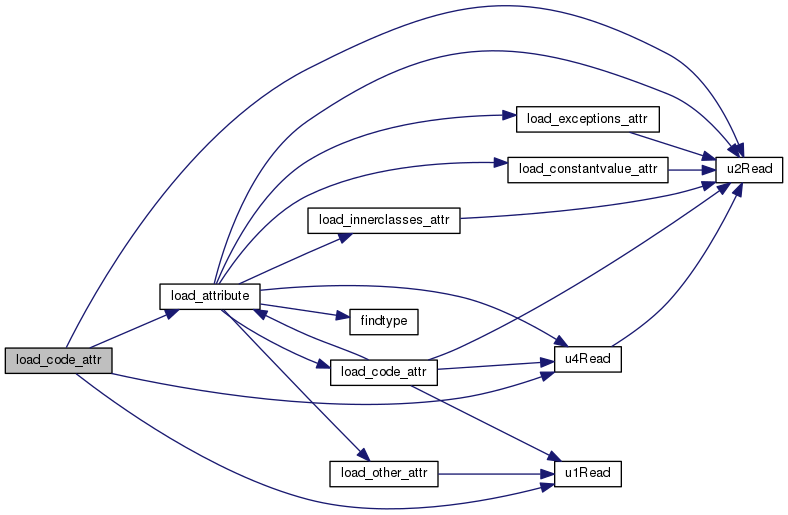 load_exceptions_attr
load_constantvalue_attr
u2Read
load_innerclasses_attr
load_attribute
findtype
load_code_attr
load_code_attr
u4Read
load_other_attr
u1Read